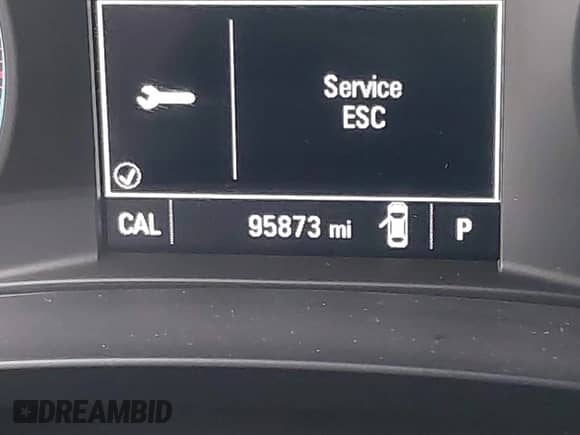 Service
ESC
CAL 95873 mi P
DREAMBID